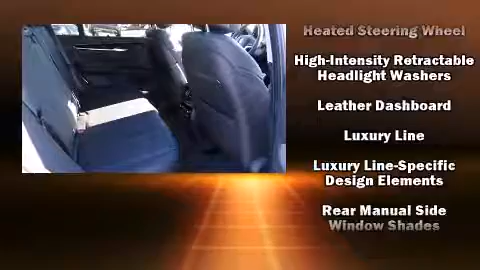 Heated Steering Wheel
High-Intensity Retractable
Headlight Washers
Leather Dashboard
Luxury Line
Luxury Line-Specific
Design Elements
Rear Manual Side
Window Shades